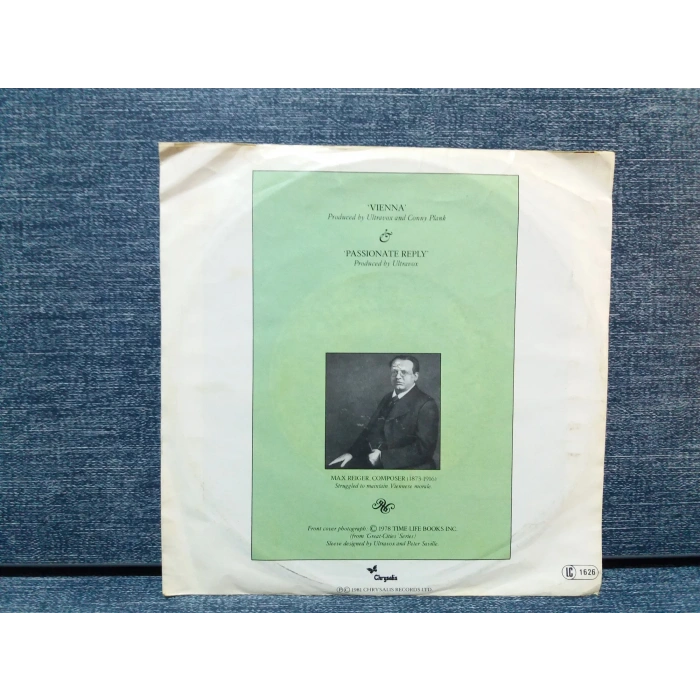 'VIENNA'
Produced by Ultravox and Conny Plank
&
'PASSIONATE REPLY'
Produced by Ultravox
MAX REIGER, COMPOSER (1873-1916)
Struggled to maintain Viennese morale.
Front cover photograph: © 1978 TIME LIFE BOOKS INC.
(from 'Great Cities' Series)
Sleeve designed by Ultravox and Peter Saville
Chrysalis
LC 1626
℗ © 1981 CHRYSALIS RECORDS LTD.